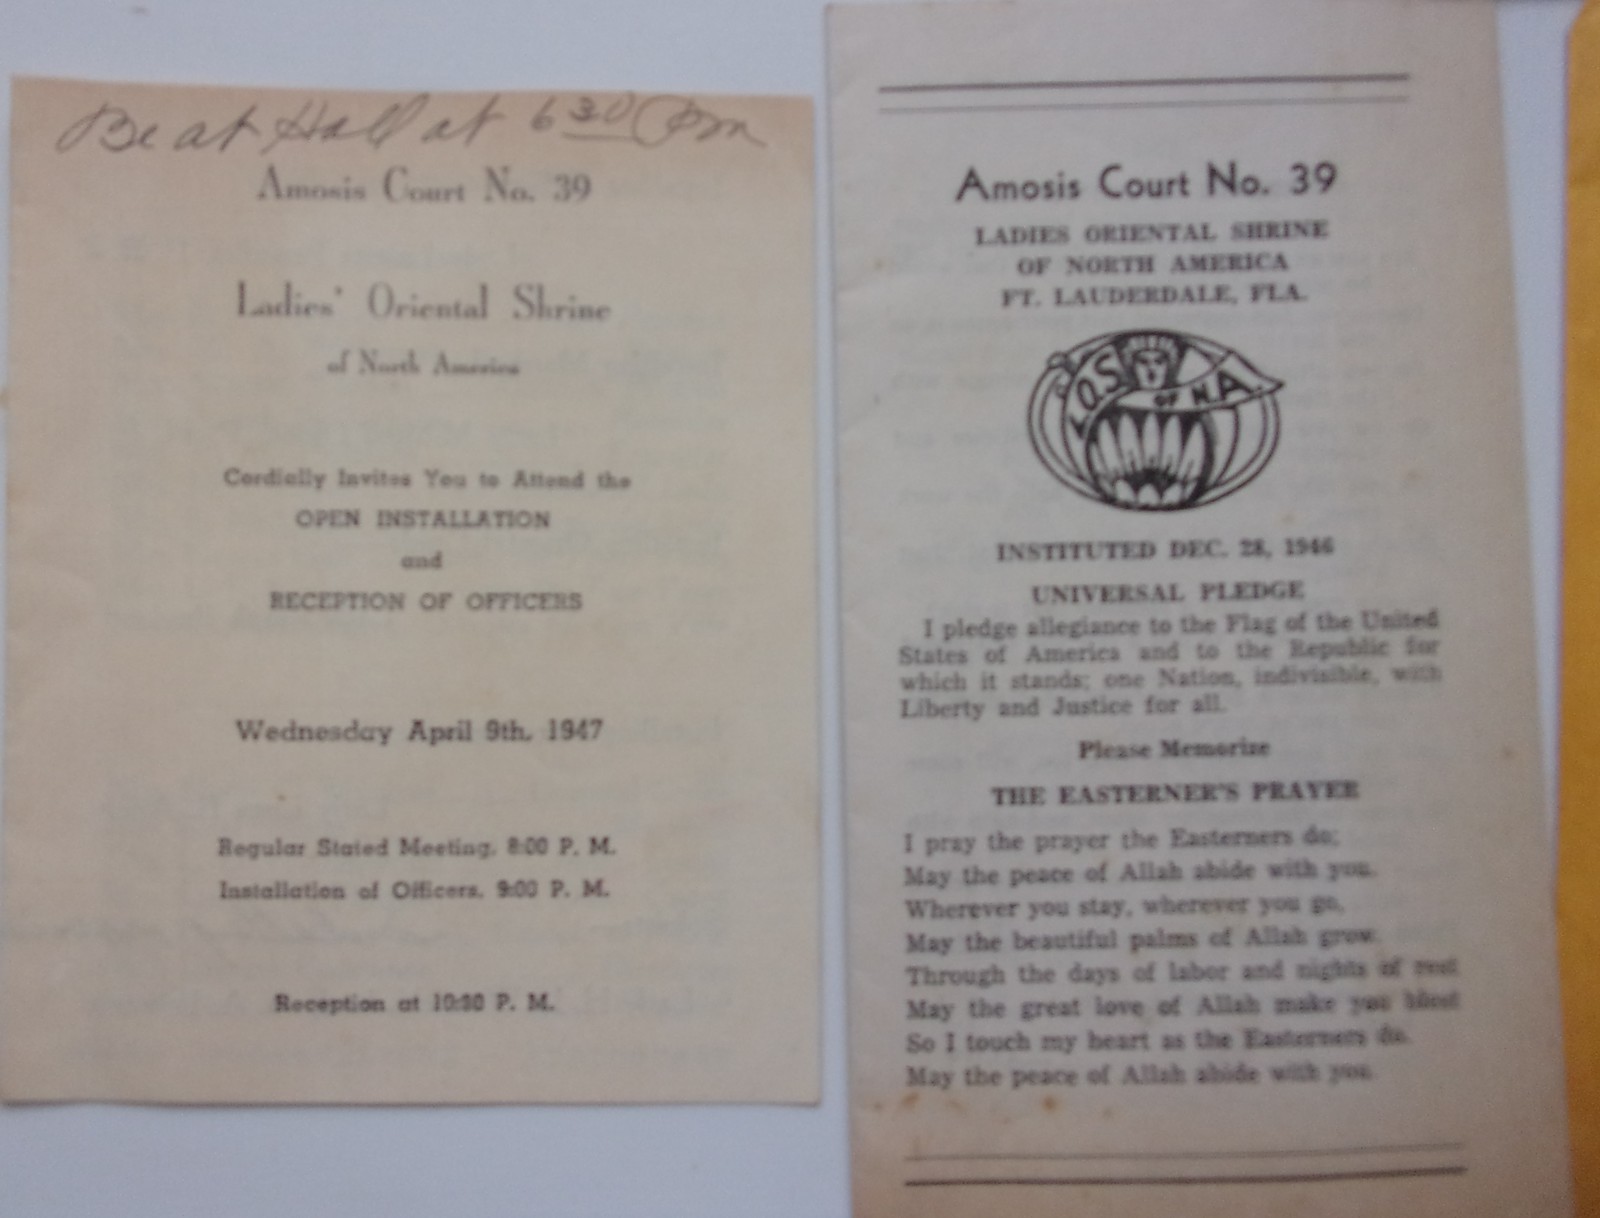 Be at Hall at 6 30 Pm
Amosis Court No. 39
Ladies' Oriental Shrine
of North America
Cordially Invites You to Attend the
OPEN INSTALLATION
and
RECEPTION OF OFFICERS
Wednesday April 9th, 1947
Regular Stated Meeting, 8:00 P. M.
Installation of Officers, 9:00 P. M.
Reception at 10:30 P. M.
Amosis Court No. 39
LADIES ORIENTAL SHRINE
OF NORTH AMERICA
FT. LAUDERDALE, FLA.
L.O.S. OF N.A.
INSTITUTED DEC. 28, 1946
UNIVERSAL PLEDGE
I pledge allegiance to the Flag of the United
States of America and to the Republic for
which it stands; one Nation, indivisible, with
Liberty and Justice for all.
Please Memorize
THE EASTERNER'S PRAYER
I pray the prayer the Easterners do;
May the peace of Allah abide with you.
Wherever you stay, wherever you go,
May the beautiful palms of Allah grow.
Through the days of labor and nights of rest
May the great love of Allah make you blest
So I touch my heart as the Easterners do.
May the peace of Allah abide with you.